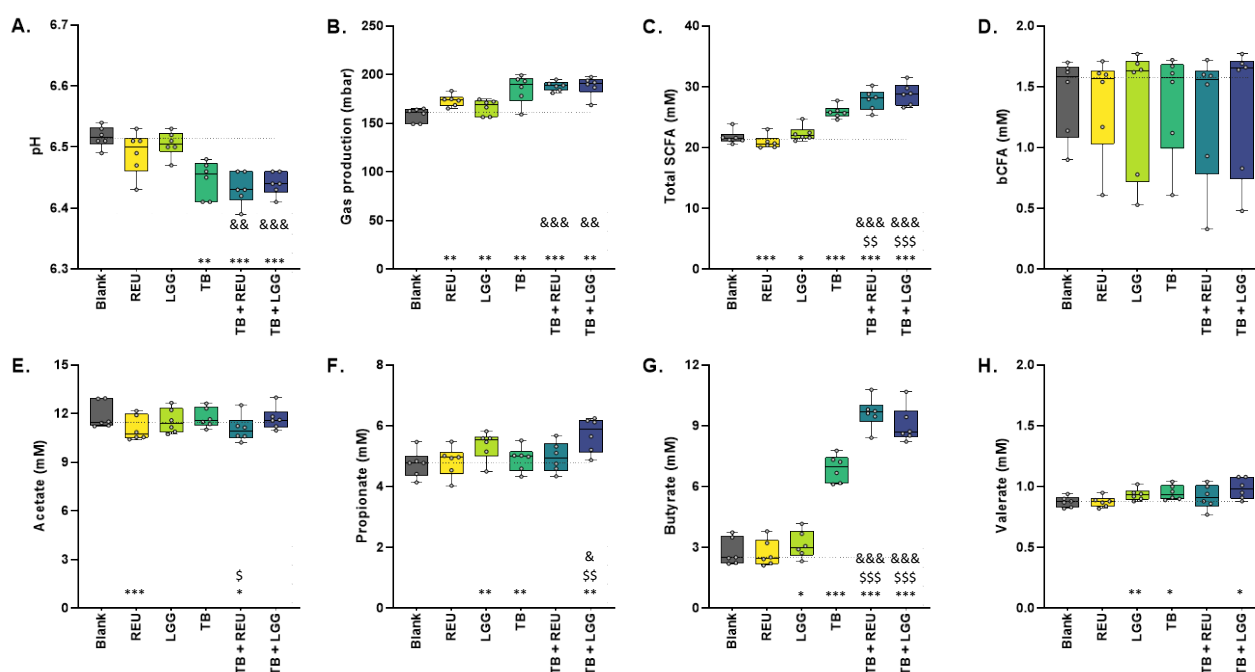 A.
pH
6.7
6.6
6.5
6.4
6.3
&& &&&
** *** ***
Blank
REU
LGG
TB
TB + REU
TB + LGG
B.
Gas production (mbar)
250
200
150
100
50
0
&&& &&
** ** ** *** **
Blank
REU
LGG
TB
TB + REU
TB + LGG
C.
Total SCFA (mM)
40
30
20
10
0
&&& &&&
$$ $$$
*** * *** *** ***
Blank
REU
LGG
TB
TB + REU
TB + LGG
D.
bCFA (mM)
2.0
1.5
1.0
0.5
0.0
Blank
REU
LGG
TB
TB + REU
TB + LGG
E.
Acetate (mM)
15
12
9
6
3
0
$
*** *
Blank
REU
LGG
TB
TB + REU
TB + LGG
F.
Propionate (mM)
8
6
4
2
0
&
$$
** ** **
Blank
REU
LGG
TB
TB + REU
TB + LGG
G.
Butyrate (mM)
12
9
6
3
0
&&& &&&
$$$ $$$
* *** *** ***
Blank
REU
LGG
TB
TB + REU
TB + LGG
H.
Valerate (mM)
2.0
1.5
1.0
0.5
0.0
** * *
Blank
REU
LGG
TB
TB + REU
TB + LGG